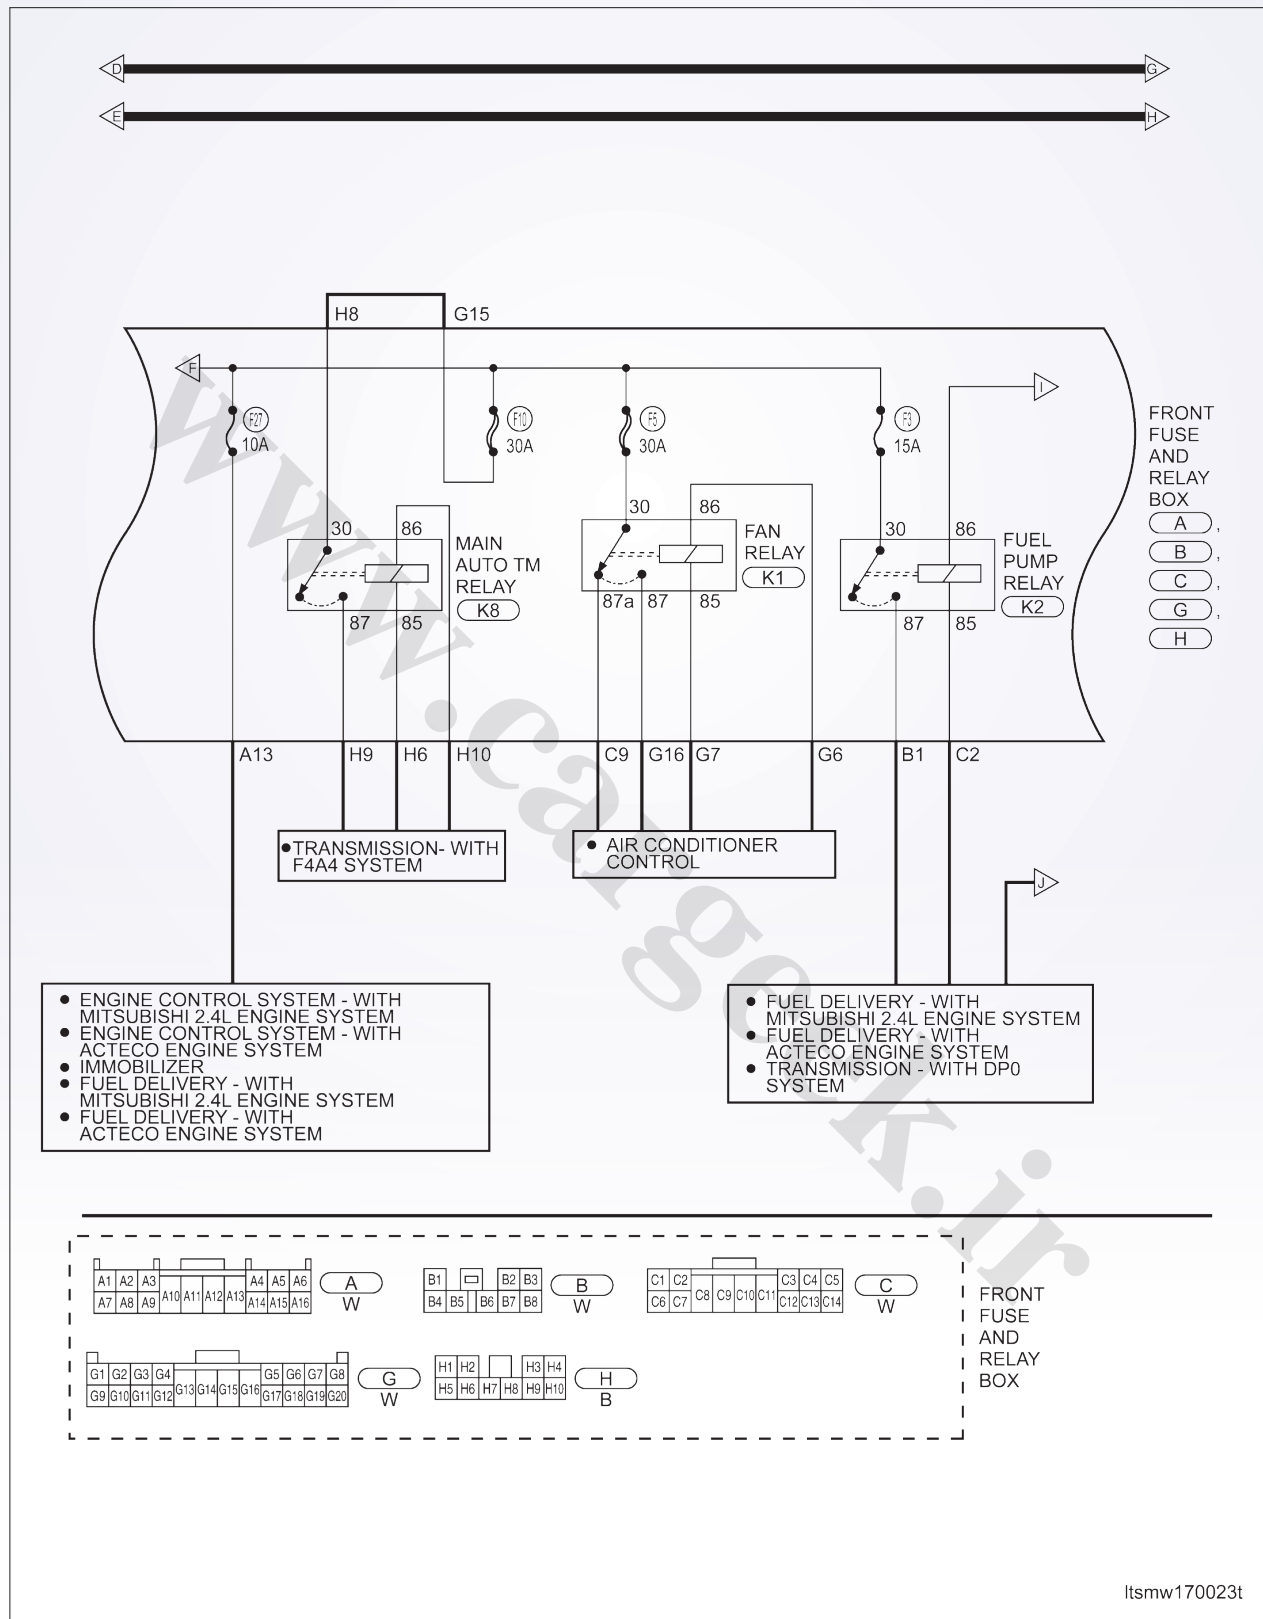 D G
E H
H8 G15
F
I
F27 10A
F10 30A
F5 30A
F3 15A
FRONT
FUSE
AND
RELAY
BOX
A ,
B ,
C ,
G ,
H
30 86
MAIN
AUTO TM
RELAY
K8
87 85
30 86
FAN
RELAY
K1
87a 87 85
30 86
FUEL
PUMP
RELAY
K2
87 85
A13 H9 H6 H10 C9 G16 G7 G6 B1 C2
● TRANSMISSION- WITH
F4A4 SYSTEM
● AIR CONDITIONER
CONTROL
J
● ENGINE CONTROL SYSTEM - WITH
MITSUBISHI 2.4L ENGINE SYSTEM
● ENGINE CONTROL SYSTEM - WITH
ACTECO ENGINE SYSTEM
● IMMOBILIZER
● FUEL DELIVERY - WITH
MITSUBISHI 2.4L ENGINE SYSTEM
● FUEL DELIVERY - WITH
ACTECO ENGINE SYSTEM
● FUEL DELIVERY - WITH
MITSUBISHI 2.4L ENGINE SYSTEM
● FUEL DELIVERY - WITH
ACTECO ENGINE SYSTEM
● TRANSMISSION - WITH DP0
SYSTEM
www.cargeek.ir
A1 A2 A3 A4 A5 A6
A10 A11 A12 A13
A7 A8 A9 A14 A15 A16
A
W
B1 B2 B3
B4 B5 B6 B7 B8
B
W
C1 C2 C3 C4 C5
C8 C9 C10 C11
C6 C7 C12 C13 C14
C
W
G1 G2 G3 G4 G5 G6 G7 G8
G13 G14 G15 G16
G9 G10 G11 G12 G17 G18 G19 G20
G
W
H1 H2 H3 H4
H5 H6 H7 H8 H9 H10
H
B
FRONT
FUSE
AND
RELAY
BOX
ltsmw170023t